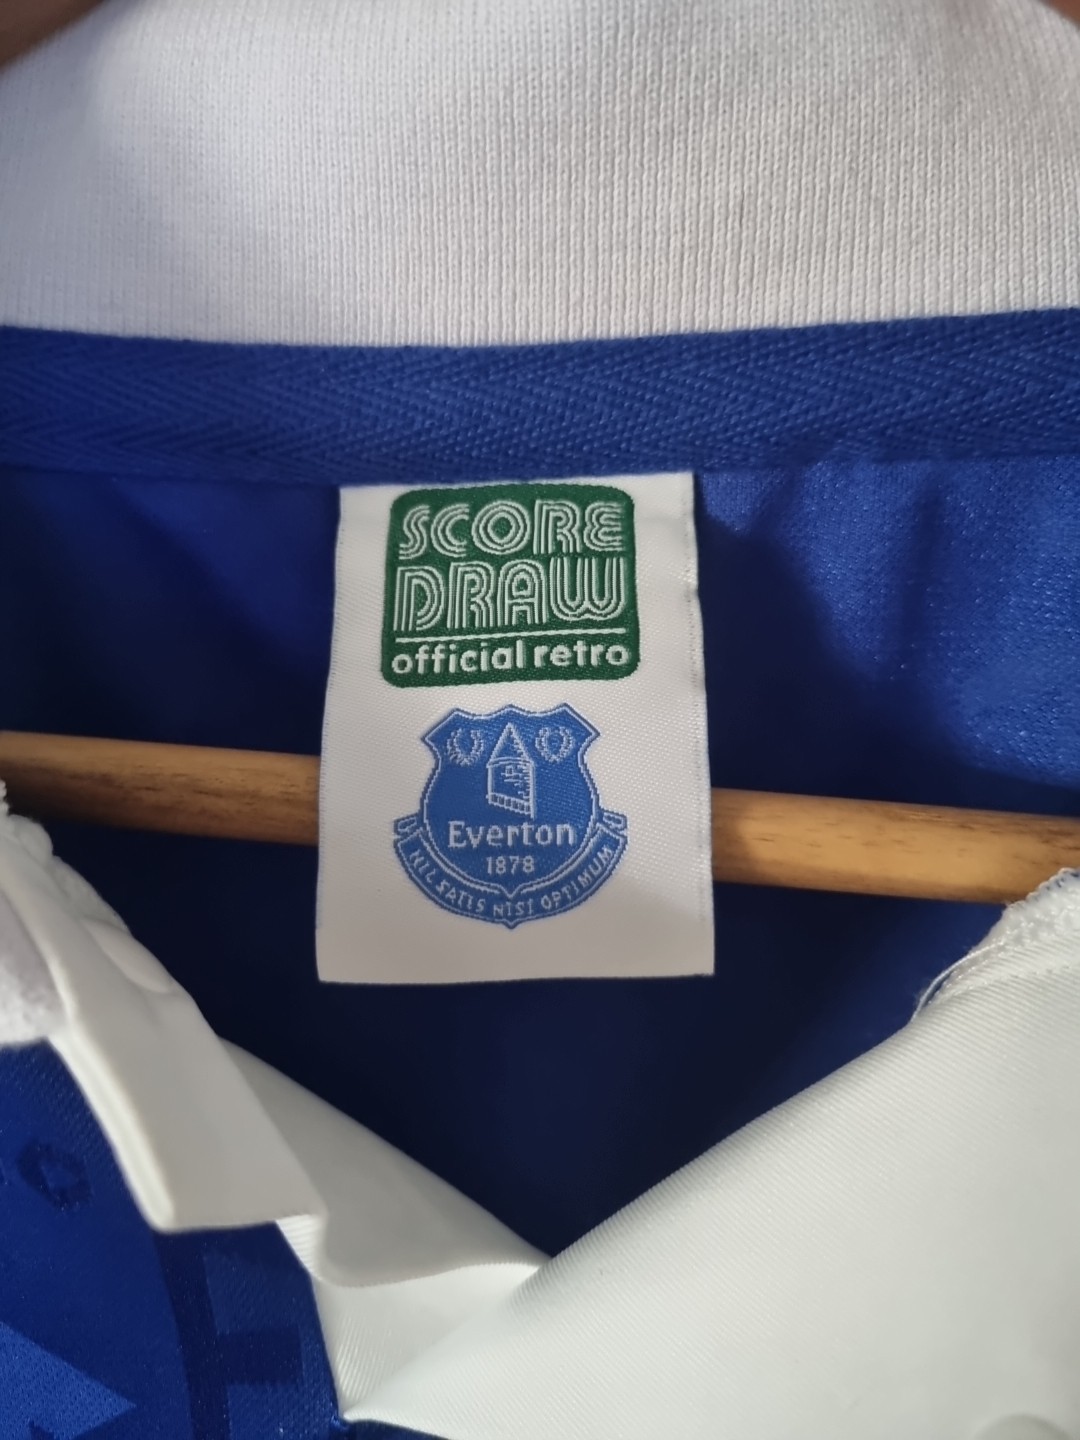 SCORE
DRAW
official retro
Everton
1878
NIL SATIS NISI OPTIMUM